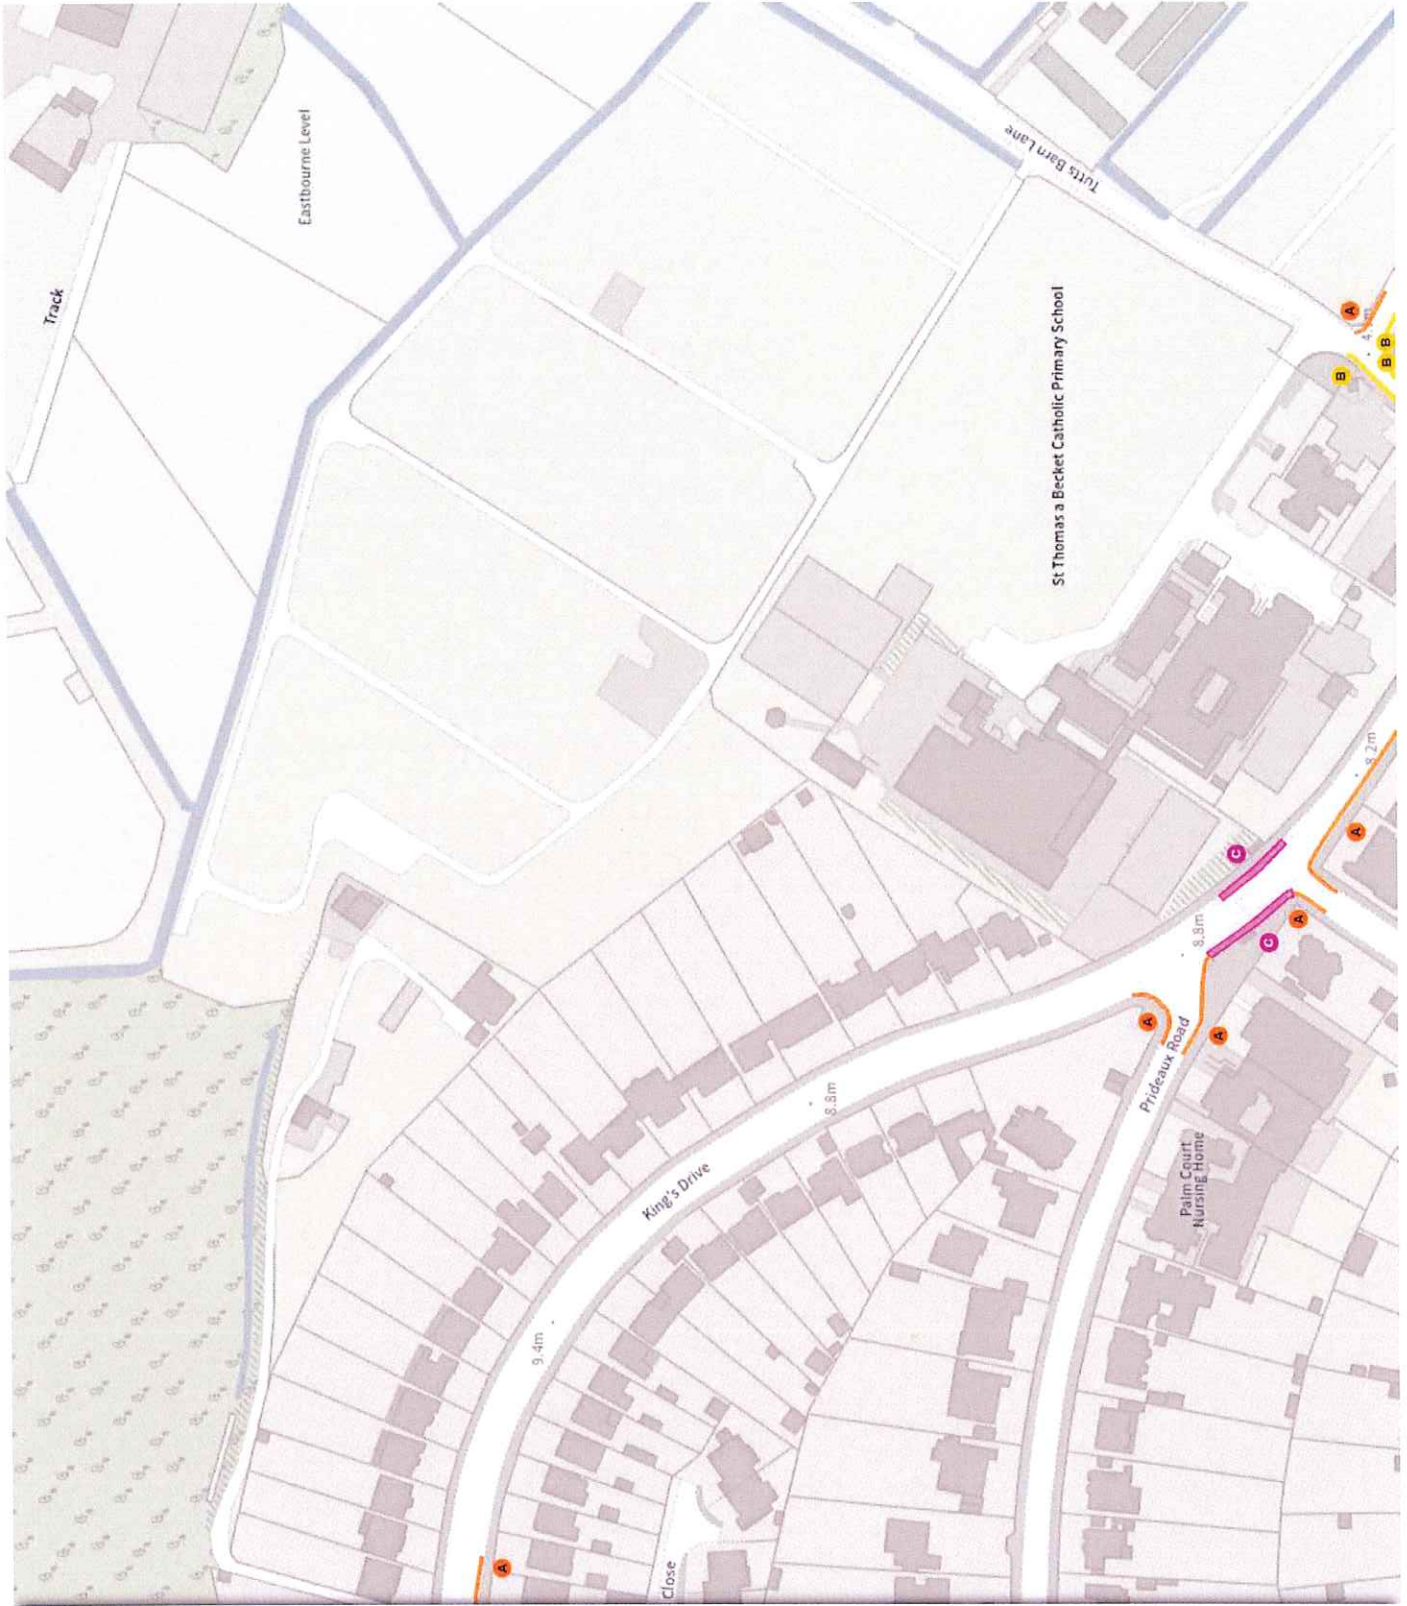 Track
Eastbourne Level
Tutts Barn Lane
St Thomas a Becket Catholic Primary School
A
B
B
B
C
8.2m
A
8.8m
C
A
A
A
Prideaux Road
Palm Court
Nursing Home
8.8m
King's Drive
9.4m
A
Close